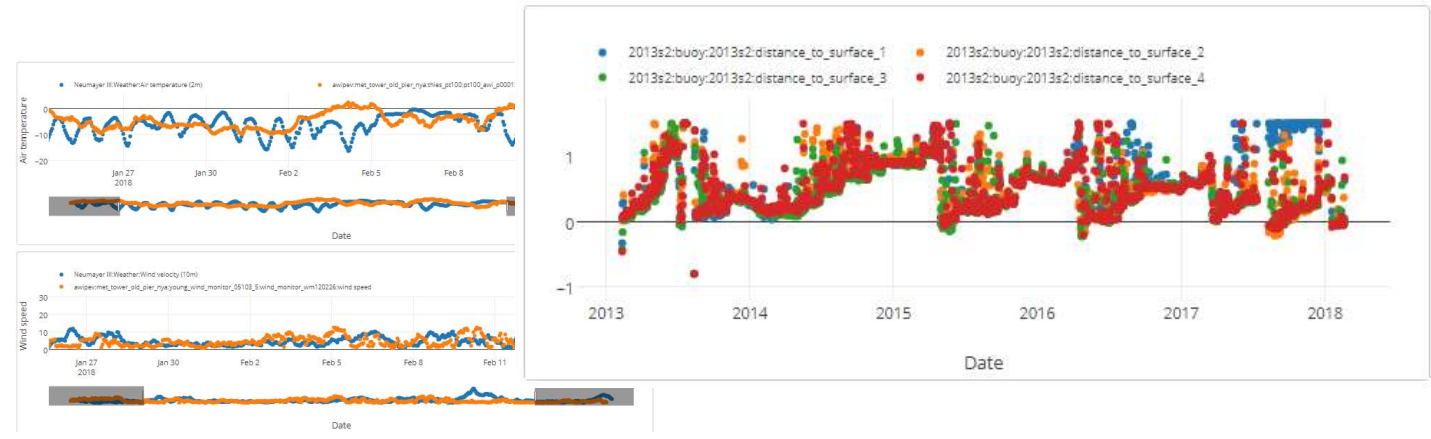 Neumayer III:Weather:Air temperature (2m)
awipev:met_tower_old_pier_nya:thies_pt100:pt100_awi_p0001
Air temperature
0
−10
−20
Jan 27
2018
Jan 30
Feb 2
Feb 5
Feb 8
Date
Neumayer III:Weather:Wind velocity (10m)
awipev:met_tower_old_pier_nya:young_wind_monitor_05103_5:wind_monitor_wm120226:wind speed
Wind speed
30
20
10
0
Jan 27
2018
Jan 30
Feb 2
Feb 5
Feb 8
Feb 11
Date
2013s2:buoy:2013s2:distance_to_surface_1
2013s2:buoy:2013s2:distance_to_surface_2
2013s2:buoy:2013s2:distance_to_surface_3
2013s2:buoy:2013s2:distance_to_surface_4
1
0
−1
2013
2014
2015
2016
2017
2018
Date